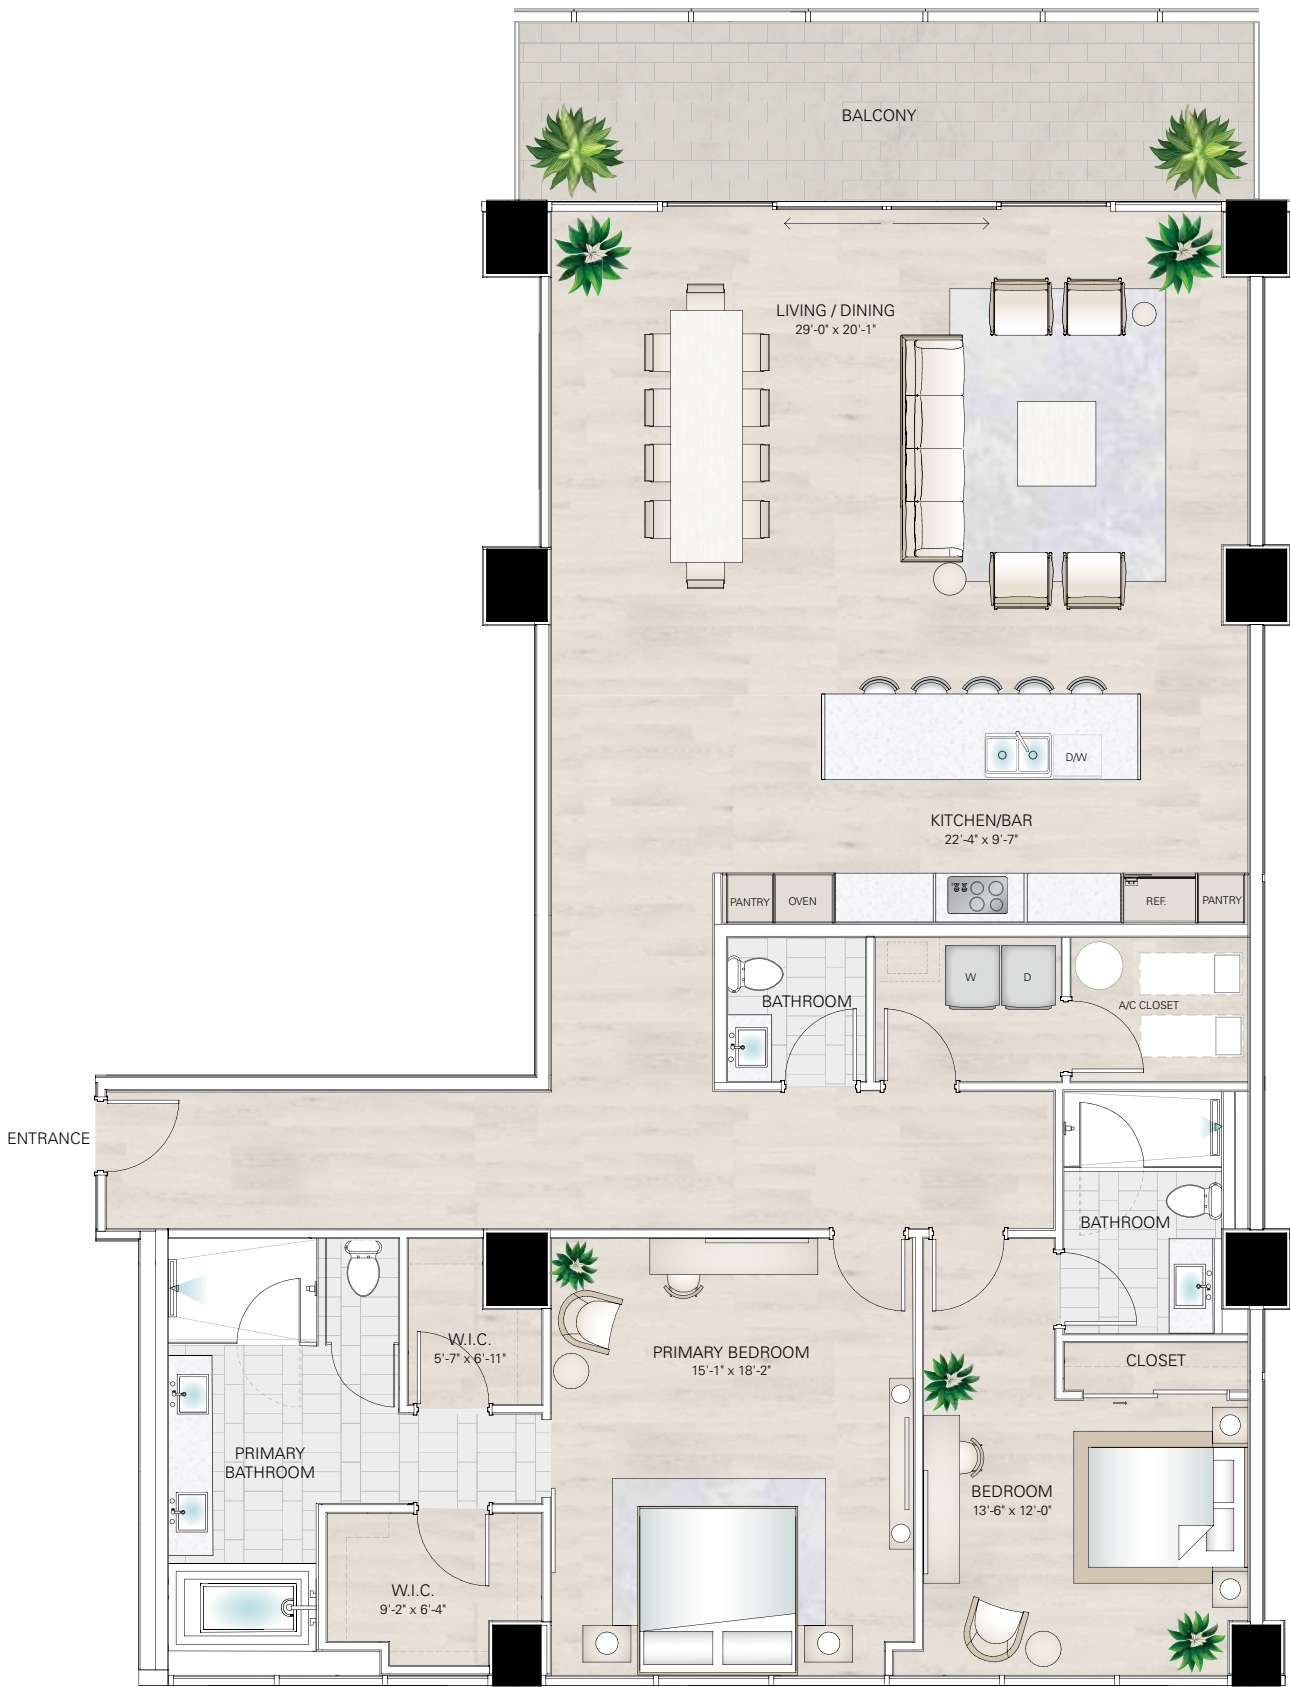 BALCONY
LIVING / DINING
29'-0" x 20'-1"
D/W
KITCHEN/BAR
22'-4" x 9'-7"
PANTRY
OVEN
REF.
PANTRY
W
D
BATHROOM
A/C CLOSET
ENTRANCE
BATHROOM
W.I.C.
5'-7" x 6'-11"
PRIMARY BEDROOM
15'-1" x 18'-2"
CLOSET
PRIMARY
BATHROOM
BEDROOM
13'-6" x 12'-0"
W.I.C.
9'-2" x 6'-4"